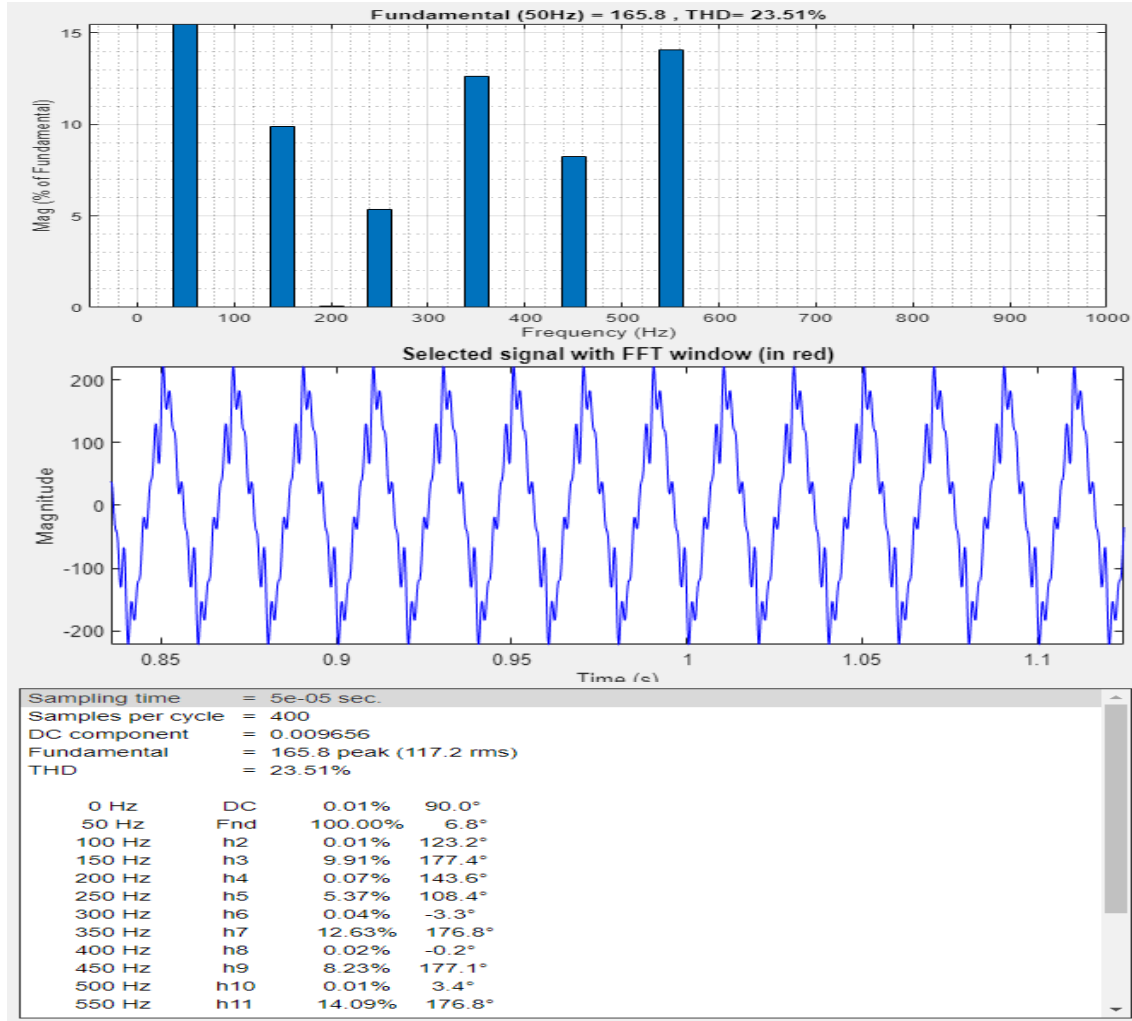 Fundamental (50Hz) = 165.8 , THD= 23.51%
15
10
5
0
Mag (% of Fundamental)
0 100 200 300 400 500 600 700 800 900 1000
Frequency (Hz)
Selected signal with FFT window (in red)
200
100
0
-100
-200
Magnitude
0.85 0.9 0.95 1 1.05 1.1
Time (s)
Sampling time = 5e-05 sec.
Samples per cycle = 400
DC component = 0.009656
Fundamental = 165.8 peak (117.2 rms)
THD = 23.51%
0 Hz DC 0.01% 90.0°
50 Hz Fnd 100.00% 6.8°
100 Hz h2 0.01% 123.2°
150 Hz h3 9.91% 177.4°
200 Hz h4 0.07% 143.6°
250 Hz h5 5.37% 108.4°
300 Hz h6 0.04% -3.3°
350 Hz h7 12.63% 176.8°
400 Hz h8 0.02% -0.2°
450 Hz h9 8.23% 177.1°
500 Hz h10 0.01% 3.4°
550 Hz h11 14.09% 176.8°